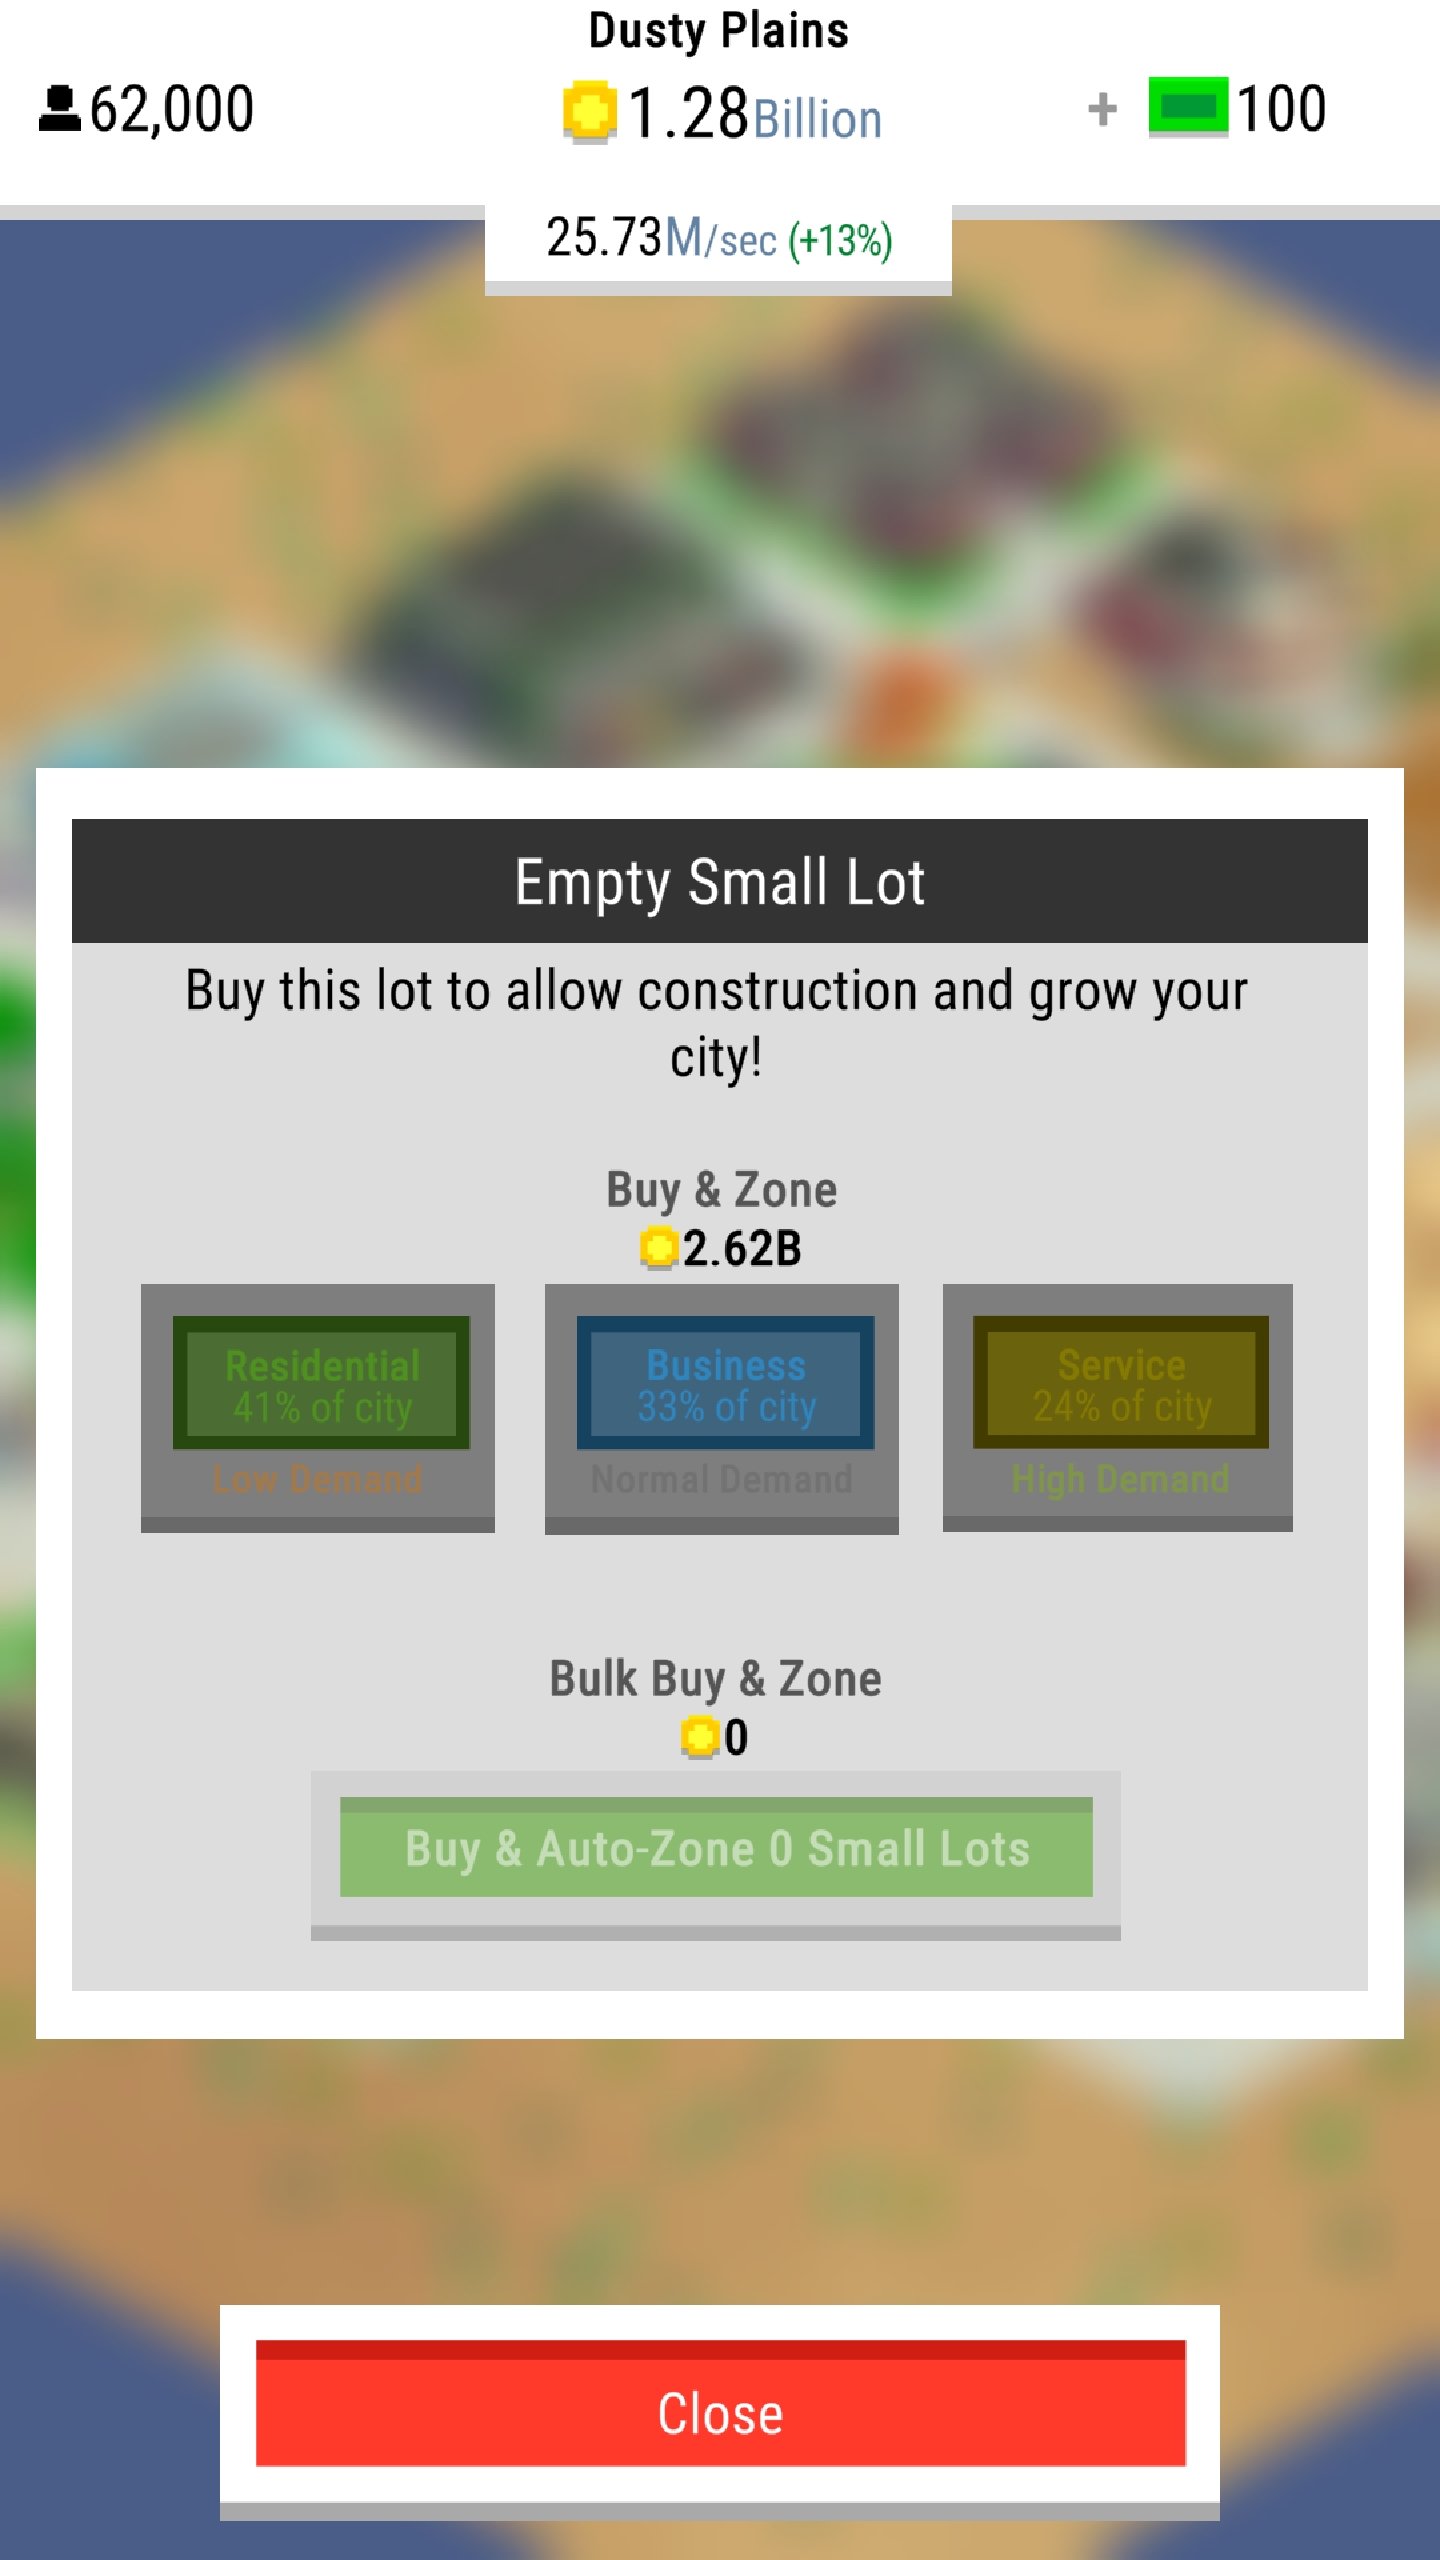 Dusty Plains
62,000
1.28Billion
+ 100
25.73M/sec (+13%)
Empty Small Lot
Buy this lot to allow construction and grow your
city!
Buy & Zone
2.62B
Residential
41% of city
Low Demand
Business
33% of city
Normal Demand
Service
24% of city
High Demand
Bulk Buy & Zone
0
Buy & Auto-Zone 0 Small Lots
Close